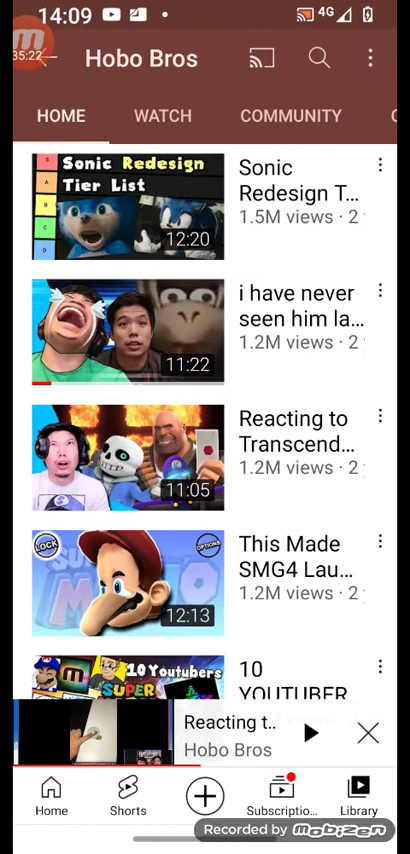 14:09
4G
35:22
Hobo Bros
HOME
WATCH
COMMUNITY
Sonic Redesign
Tier List
S
A
B
C
D
12:20
Sonic
Redesign T...
1.5M views · 2
11:22
i have never
seen him la...
1.2M views · 2
11:05
Reacting to
Transcend...
1.2M views · 2
LOCK
OPTIONS
12:13
This Made
SMG4 Lau...
1.2M views · 2
10 Youtubers
SUPER
10
YOUTUBER
Reacting t..
Hobo Bros
Home
Shorts
Subscriptio...
Library
Recorded by mobizen